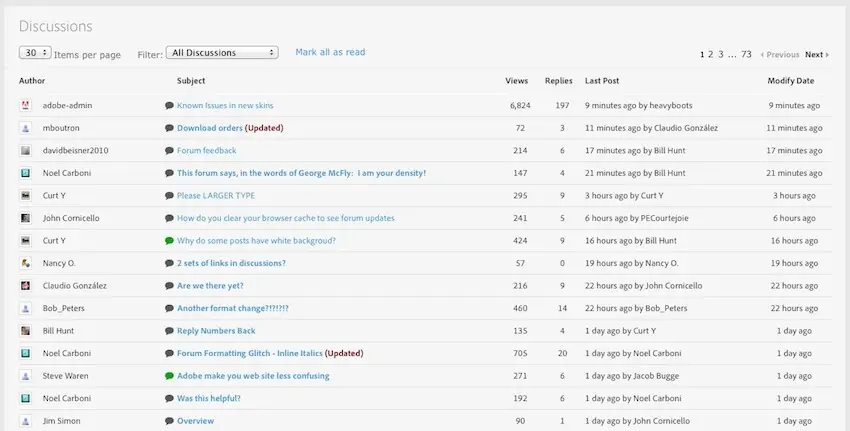 Discussions
30 Items per page Filter: All Discussions Mark all as read 1 2 3 ... 73 Previous Next
Author Subject Views Replies Last Post Modify Date
adobe-admin Known Issues in new skins 6,824 197 9 minutes ago by heavyboots 9 minutes ago
mboutron Download orders (Updated) 72 3 11 minutes ago by Claudio González 11 minutes ago
davidbeisner2010 Forum feedback 214 6 17 minutes ago by Bill Hunt 17 minutes ago
Noel Carboni This forum says, in the words of George McFly: I am your density! 147 4 21 minutes ago by Bill Hunt 21 minutes ago
Curt Y Please LARGER TYPE 295 9 3 hours ago by Curt Y 3 hours ago
John Cornicello How do you clear your browser cache to see forum updates 241 5 6 hours ago by PECourtejoie 6 hours ago
Curt Y Why do some posts have white backgroud? 424 9 16 hours ago by Bill Hunt 16 hours ago
Nancy O. 2 sets of links in discussions? 57 0 19 hours ago by Nancy O. 19 hours ago
Claudio González Are we there yet? 216 9 22 hours ago by John Cornicello 22 hours ago
Bob_Peters Another format change?!?!?!? 460 14 22 hours ago by Bob_Peters 22 hours ago
Bill Hunt Reply Numbers Back 135 4 1 day ago by Curt Y 1 day ago
Noel Carboni Forum Formatting Glitch - Inline Italics (Updated) 705 20 1 day ago by Noel Carboni 1 day ago
Steve Waren Adobe make you web site less confusing 271 6 1 day ago by Jacob Bugge 1 day ago
Noel Carboni Was this helpful? 192 6 1 day ago by Noel Carboni 1 day ago
Jim Simon Overview 90 1 1 day ago by John Cornicello 1 day ago